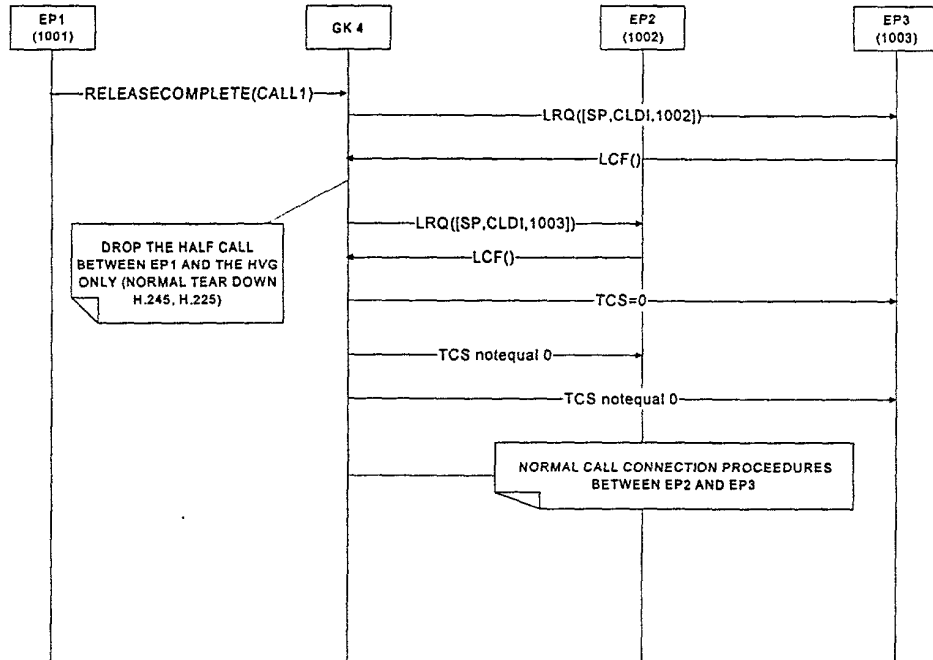 EP1
(1001)
GK 4
EP2
(1002)
EP3
(1003)
RELEASECOMPLETE(CALL1)
LRQ([SP,CLDI,1002])
LCF()
LRQ([SP,CLDI,1003])
DROP THE HALF CALL
BETWEEN EP1 AND THE HVG
ONLY (NORMAL TEAR DOWN
H.245, H.225)
LCF()
TCS=0
TCS notequal 0
TCS notequal 0
NORMAL CALL CONNECTION PROCEEDURES
BETWEEN EP2 AND EP3